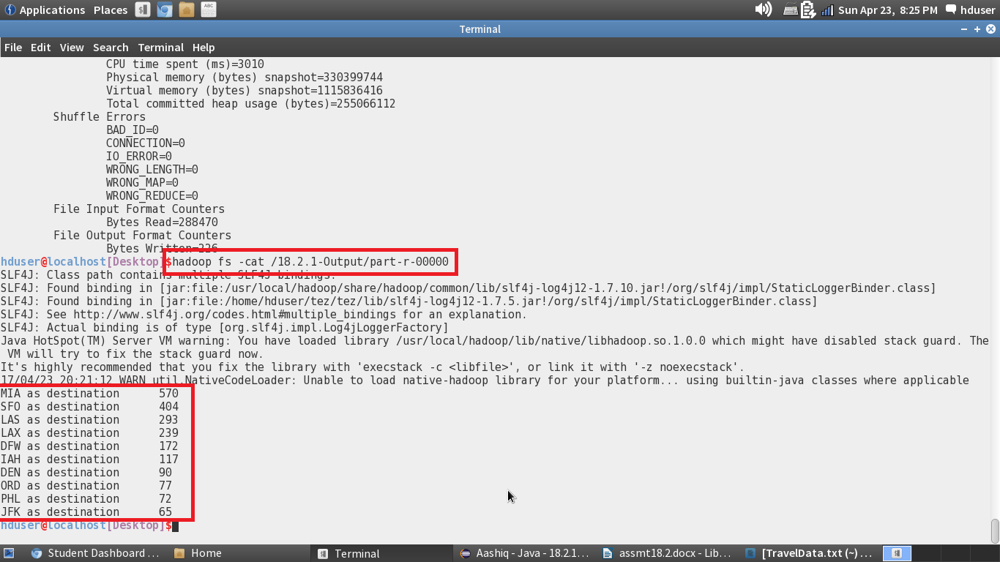 Applications Places Sun Apr 23, 8:25 PM hduser
Terminal
File Edit View Search Terminal Help
CPU time spent (ms)=3010
Physical memory (bytes) snapshot=330399744
Virtual memory (bytes) snapshot=1115836416
Total committed heap usage (bytes)=255066112
Shuffle Errors
BAD_ID=0
CONNECTION=0
IO_ERROR=0
WRONG_LENGTH=0
WRONG_MAP=0
WRONG_REDUCE=0
File Input Format Counters
Bytes Read=288470
File Output Format Counters
Bytes Written=226
hduser@localhost[Desktop]$hadoop fs -cat /18.2.1-Output/part-r-00000
SLF4J: Class path contains multiple SLF4J bindings.
SLF4J: Found binding in [jar:file:/usr/local/hadoop/share/hadoop/common/lib/slf4j-log4j12-1.7.10.jar!/org/slf4j/impl/StaticLoggerBinder.class]
SLF4J: Found binding in [jar:file:/home/hduser/tez/tez/lib/slf4j-log4j12-1.7.5.jar!/org/slf4j/impl/StaticLoggerBinder.class]
SLF4J: See http://www.slf4j.org/codes.html#multiple_bindings for an explanation.
SLF4J: Actual binding is of type [org.slf4j.impl.Log4jLoggerFactory]
Java HotSpot(TM) Server VM warning: You have loaded library /usr/local/hadoop/lib/native/libhadoop.so.1.0.0 which might have disabled stack guard. The
VM will try to fix the stack guard now.
It's highly recommended that you fix the library with 'execstack -c <libfile>', or link it with '-z noexecstack'.
17/04/23 20:21:12 WARN util.NativeCodeLoader: Unable to load native-hadoop library for your platform... using builtin-java classes where applicable
MIA as destination 570
SFO as destination 404
LAS as destination 293
LAX as destination 239
DFW as destination 172
IAH as destination 117
DEN as destination 90
ORD as destination 77
PHL as destination 72
JFK as destination 65
hduser@localhost[Desktop]$
Student Dashboard ... Home Terminal Aashiq - Java - 18.2.1... assmt18.2.docx - Lib... [TravelData.txt (~) ...